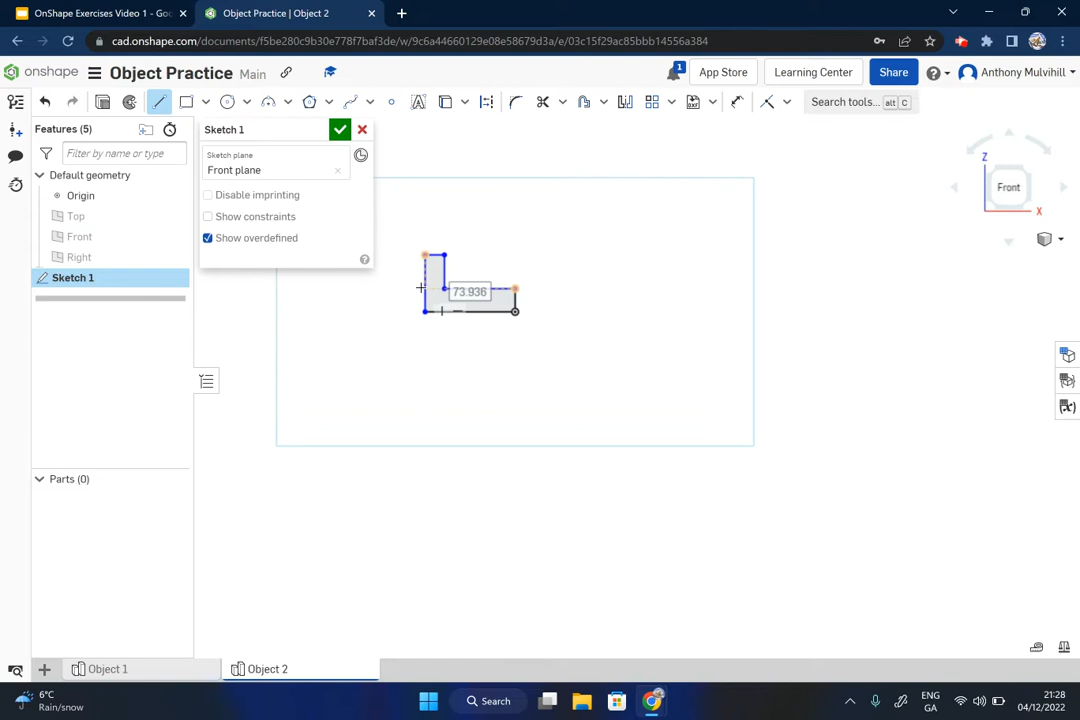 OnShape Exercises Video 1 - Goo
Object Practice | Object 2
cad.onshape.com/documents/f5be280c9b30e778f7baf3de/w/9c6a44660129e08e58679d3a/e/03c15f29ac85bbb14556a384
onshape
Object Practice
Main
1
App Store
Learning Center
Share
Anthony Mulvihill
Search tools...
alt
C
Features (5)
Filter by name or type
Default geometry
Origin
Top
Front
Right
Sketch 1
Parts (0)
Sketch 1
Sketch plane
Front plane
Disable imprinting
Show constraints
Show overdefined
73.936
Z
Front
X
Object 1
Object 2
6°C
Rain/snow
Search
ENG
GA
21:28
04/12/2022